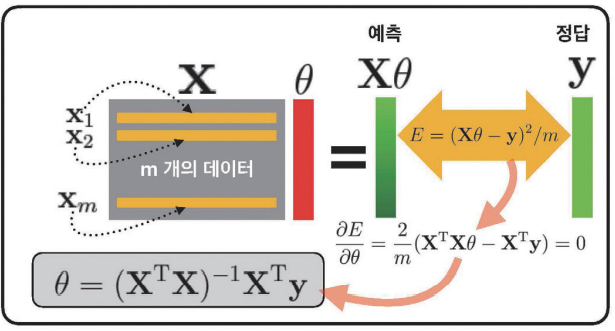 예측 정답
X θ Xθ y
x₁
x₂
m 개의 데이터
= E = (Xθ − y)²/m
xₘ
∂E/∂θ = 2/m (XᵀXθ − Xᵀy) = 0
θ = (XᵀX)⁻¹Xᵀy